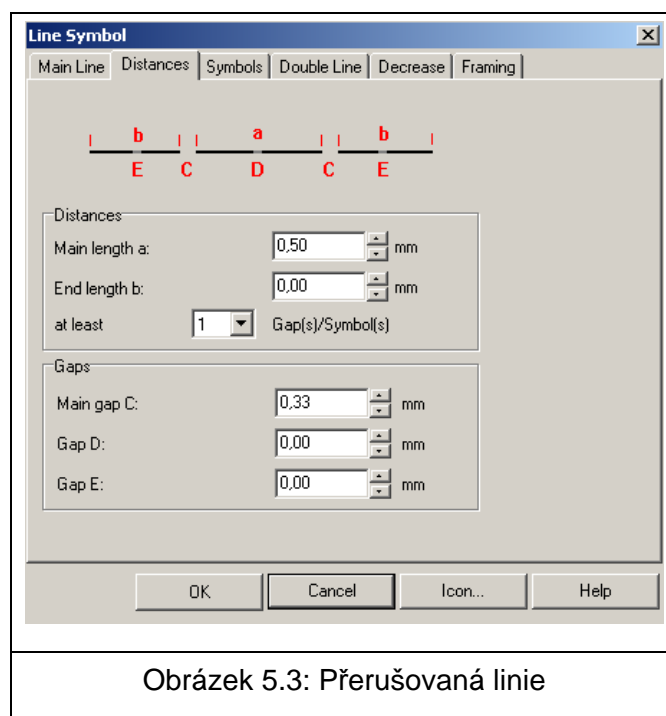 Line Symbol
Main Line Distances Symbols Double Line Decrease Framing
b a b
E C D C E
Distances
Main length a: 0,50 mm
End length b: 0,00 mm
at least 1 Gap(s)/Symbol(s)
Gaps
Main gap C: 0,33 mm
Gap D: 0,00 mm
Gap E: 0,00 mm
OK Cancel Icon... Help
Obrázek 5.3: Přerušovaná linie